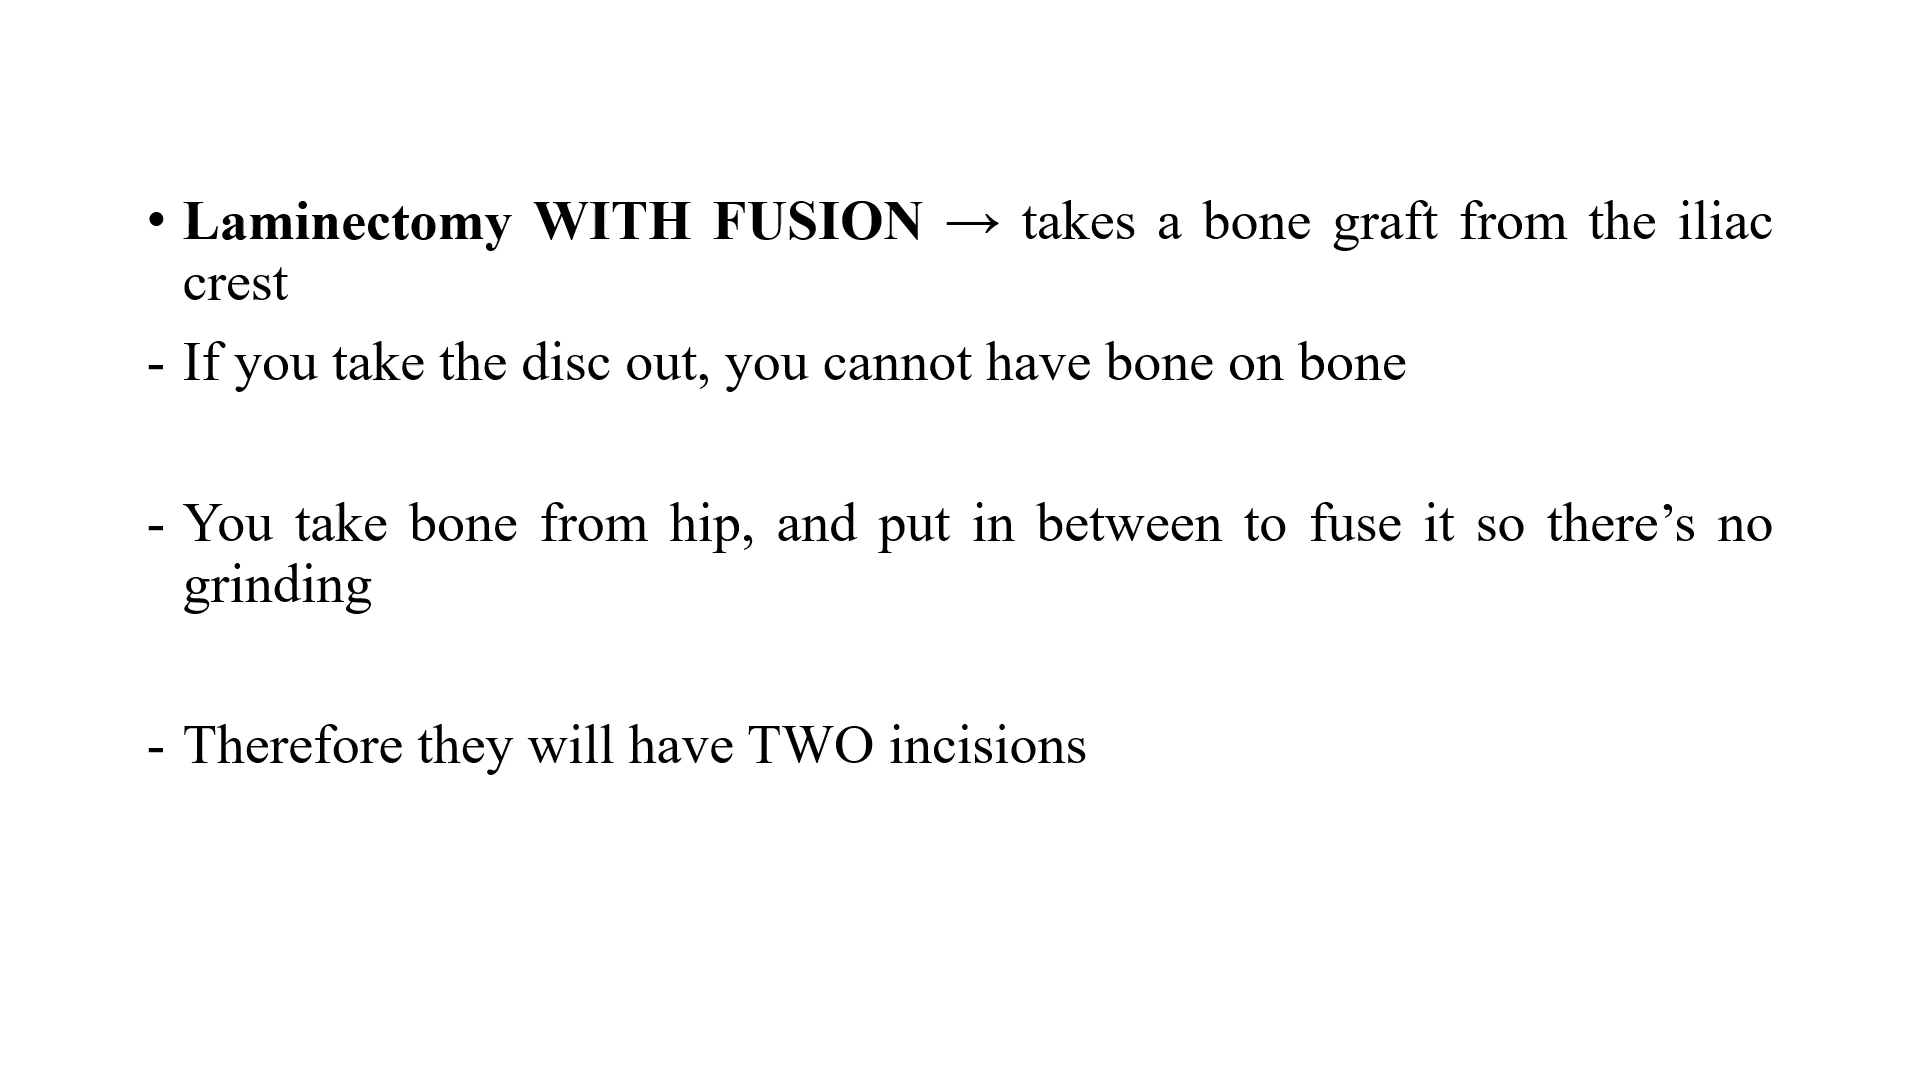 • Laminectomy WITH FUSION → takes a bone graft from the iliac
crest
- If you take the disc out, you cannot have bone on bone
- You take bone from hip, and put in between to fuse it so there’s no
grinding
- Therefore they will have TWO incisions